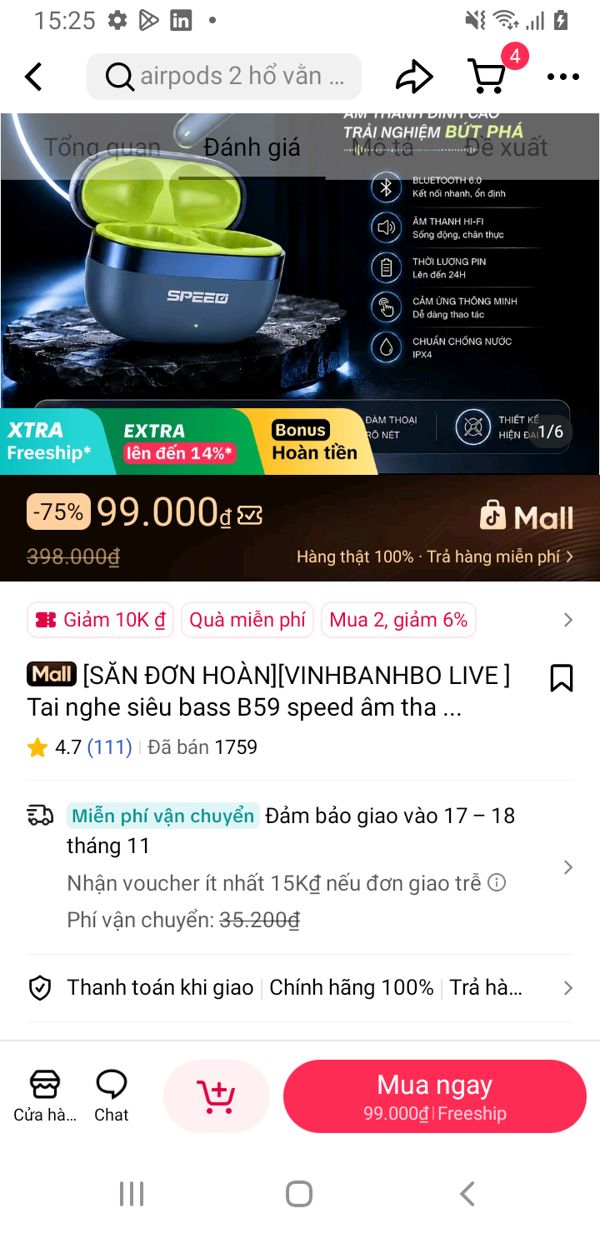 15:25
4
airpods 2 hổ vằn ...
ÂM THANH ĐỈNH CAO
TRẢI NGHIỆM BỨT PHÁ
Tổng quan Đánh giá Mô tả Đề xuất
BLUETOOTH 6.0
Kết nối nhanh, ổn định
ÂM THANH HI-FI
Sống động, chân thực
THỜI LƯỢNG PIN
Lên đến 24H
CẢM ỨNG THÔNG MINH
Dễ dàng thao tác
CHUẨN CHỐNG NƯỚC
IPX4
SPEED
ĐÀM THOẠI
RÕ NÉT
THIẾT KẾ
HIỆN ĐẠI
1/6
XTRA
Freeship*
EXTRA
lên đến 14%*
Bonus
Hoàn tiền
-75% 99.000₫
Mall
398.000₫
Hàng thật 100% · Trả hàng miễn phí
Giảm 10K ₫ Quà miễn phí Mua 2, giảm 6%
Mall [SĂN ĐƠN HOÀN][VINHBANHBO LIVE ]
Tai nghe siêu bass B59 speed âm tha ...
4.7 (111) Đã bán 1759
Miễn phí vận chuyển Đảm bảo giao vào 17 – 18
tháng 11
Nhận voucher ít nhất 15K₫ nếu đơn giao trễ
Phí vận chuyển: 35.200₫
Thanh toán khi giao Chính hãng 100% Trả hà...
Cửa hà...
Chat
Mua ngay
99.000₫ Freeship